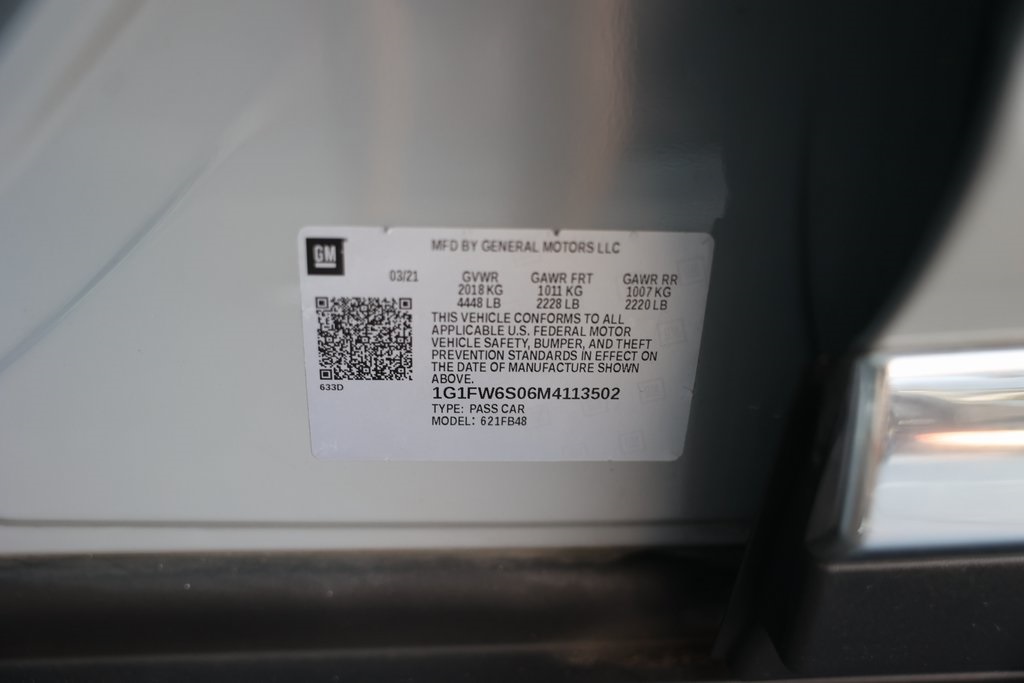 GM
MFD BY GENERAL MOTORS LLC
03/21 GVWR GAWR FRT GAWR RR
2018 KG 1011 KG 1007 KG
4448 LB 2228 LB 2220 LB
THIS VEHICLE CONFORMS TO ALL
APPLICABLE U.S. FEDERAL MOTOR
VEHICLE SAFETY, BUMPER, AND THEFT
PREVENTION STANDARDS IN EFFECT ON
THE DATE OF MANUFACTURE SHOWN
ABOVE.
633D
1G1FW6S06M4113502
TYPE: PASS CAR
MODEL: 621FB48